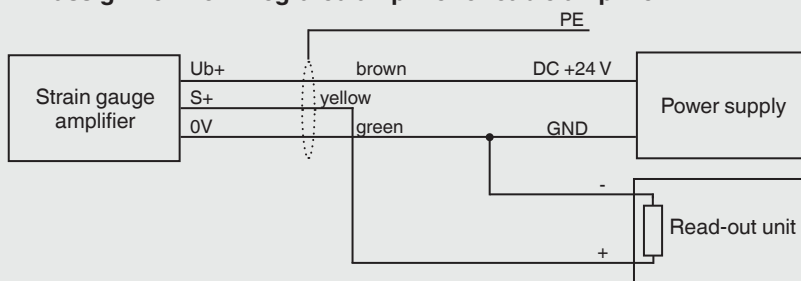 PE
Ub+ brown DC +24 V
Strain gauge
amplifier
S+ yellow
Power supply
0V green GND
-
Read-out unit
+